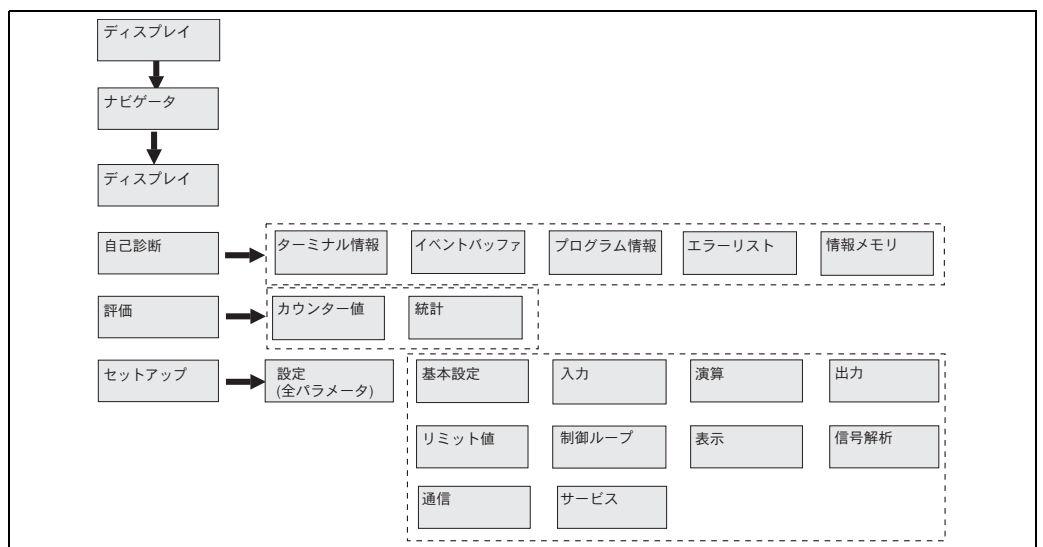 ディスプレイ
ナビゲータ
ディスプレイ
自己診断
ターミナル情報
イベントバッファ
プログラム情報
エラーリスト
情報メモリ
評価
カウンター値
統計
セットアップ
設定
(全パラメータ)
基本設定
入力
演算
出力
リミット値
制御ループ
表示
信号解析
通信
サービス